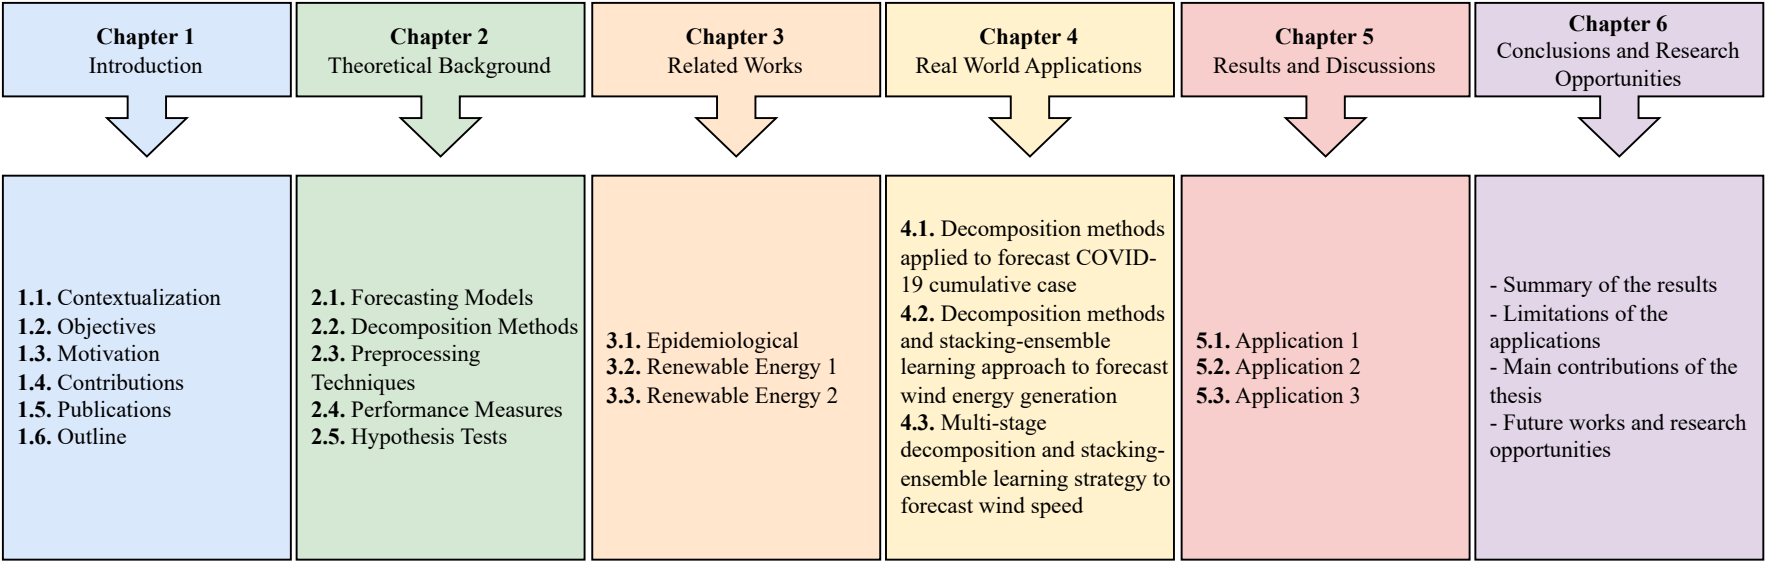 Chapter 1
Introduction
Chapter 2
Theoretical Background
Chapter 3
Related Works
Chapter 4
Real World Applications
Chapter 5
Results and Discussions
Chapter 6
Conclusions and Research
Opportunities
1.1. Contextualization
1.2. Objectives
1.3. Motivation
1.4. Contributions
1.5. Publications
1.6. Outline
2.1. Forecasting Models
2.2. Decomposition Methods
2.3. Preprocessing
Techniques
2.4. Performance Measures
2.5. Hypothesis Tests
3.1. Epidemiological
3.2. Renewable Energy 1
3.3. Renewable Energy 2
4.1. Decomposition methods
applied to forecast COVID-
19 cumulative case
4.2. Decomposition methods
and stacking-ensemble
learning approach to forecast
wind energy generation
4.3. Multi-stage
decomposition and stacking-
ensemble learning strategy to
forecast wind speed
5.1. Application 1
5.2. Application 2
5.3. Application 3
- Summary of the results
- Limitations of the
applications
- Main contributions of the
thesis
- Future works and research
opportunities